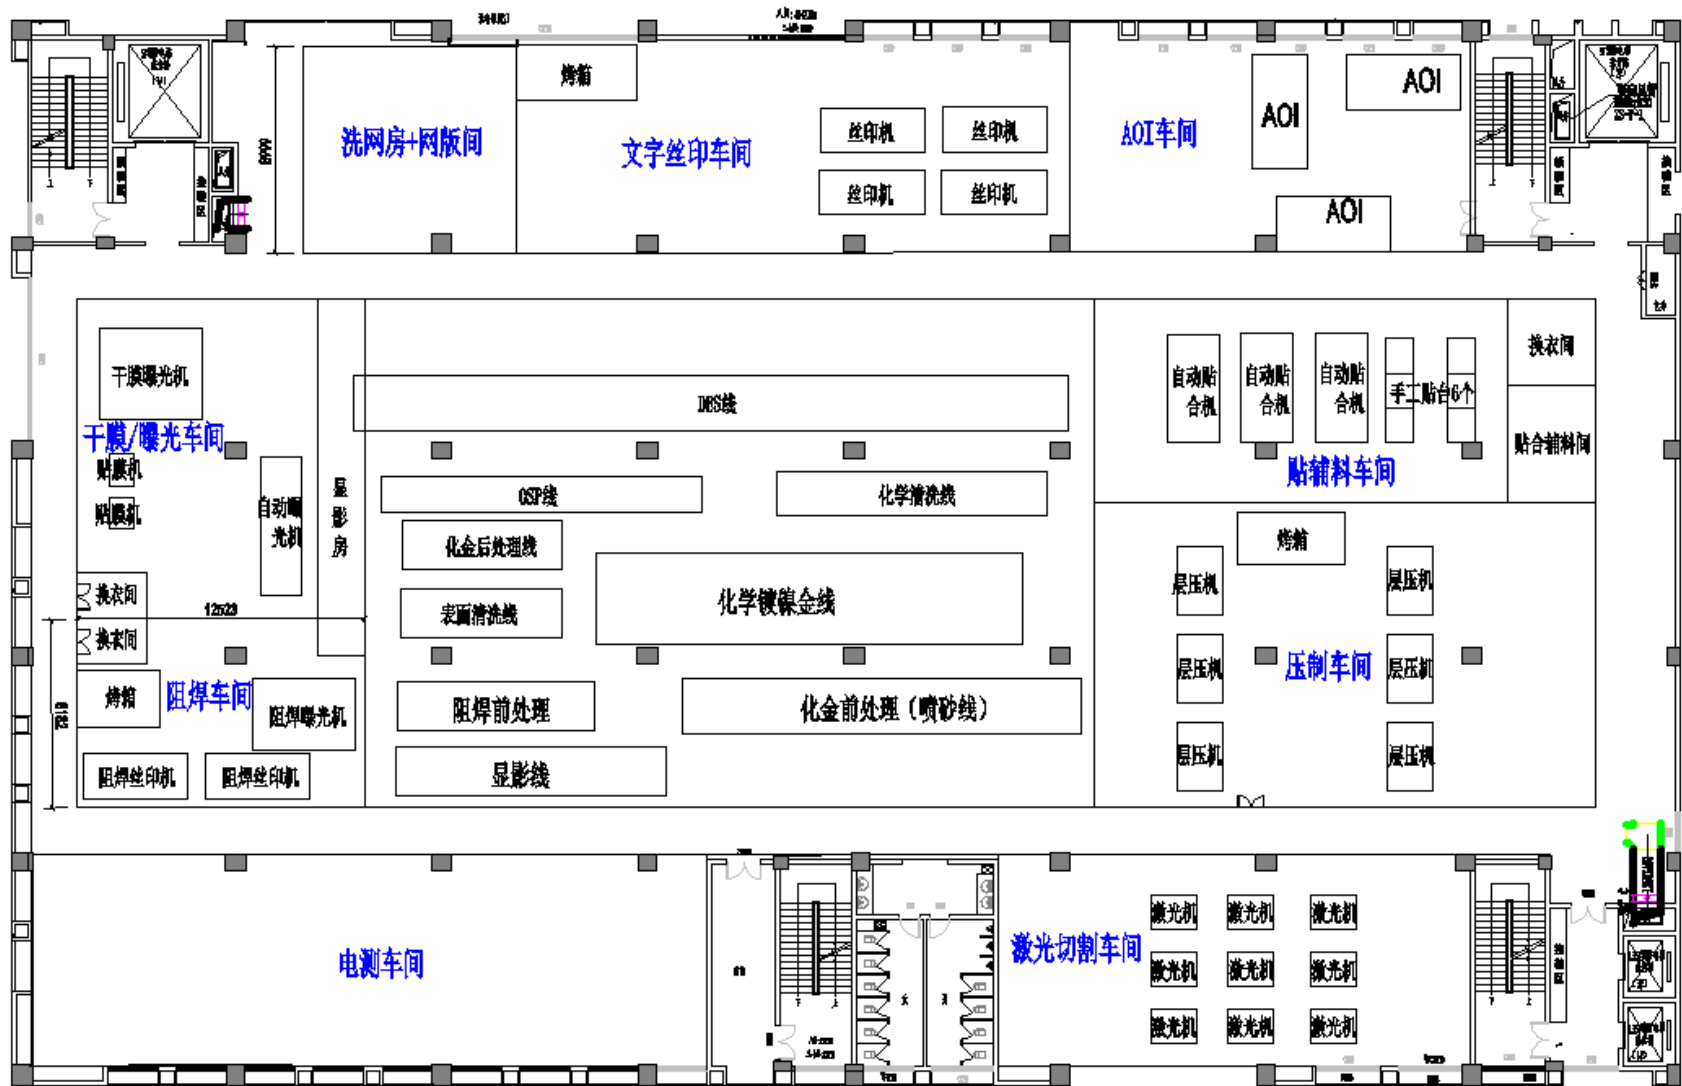 烤箱
洗网房+网版间
文字丝印车间
丝印机
丝印机
丝印机
丝印机
AOI车间
AOI
AOI
AOI
6668
干膜曝光机
干膜/曝光车间
贴膜机
贴膜机
自动曝
光机
显
影
房
换衣间
换衣间
12523
8182
烤箱
阻焊车间
阻焊曝光机
阻焊丝印机
阻焊丝印机
DES线
OSP线
化学清洗线
化金后处理线
表面清洗线
化学镀镍金线
阻焊前处理
化金前处理（喷砂线）
显影线
自动贴
合机
自动贴
合机
自动贴
合机
手工贴台6个
贴辅料车间
换衣间
贴合辅料间
烤箱
层压机
层压机
层压机
层压机
层压机
层压机
压制车间
电测车间
激光切割车间
激光机
激光机
激光机
激光机
激光机
激光机
激光机
激光机
激光机